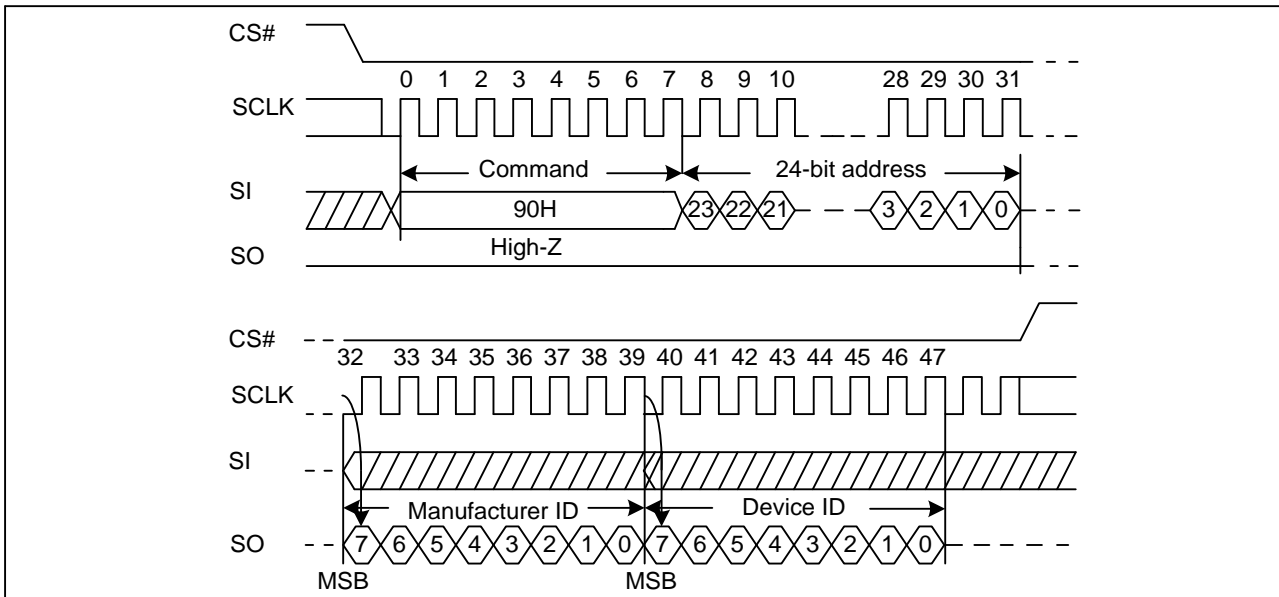 CS#
0 1 2 3 4 5 6 7 8 9 10 28 29 30 31
SCLK
Command 24-bit address
SI
90H 23 22 21 3 2 1 0
High-Z
SO
CS#
32 33 34 35 36 37 38 39 40 41 42 43 44 45 46 47
SCLK
SI
Manufacturer ID Device ID
SO 7 6 5 4 3 2 1 0 7 6 5 4 3 2 1 0
MSB MSB